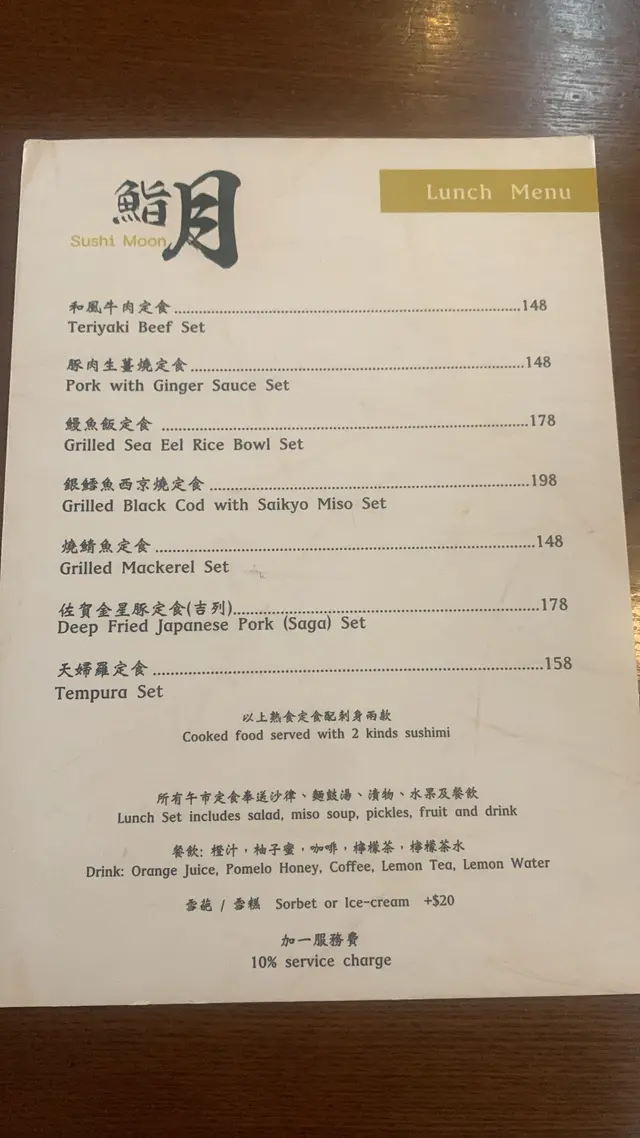 鮨月
Sushi Moon
Lunch Menu
和風牛肉定食 148
Teriyaki Beef Set
豚肉生薑燒定食 148
Pork with Ginger Sauce Set
鰻魚飯定食 178
Grilled Sea Eel Rice Bowl Set
銀鱈魚西京燒定食 198
Grilled Black Cod with Saikyo Miso Set
燒鯖魚定食 148
Grilled Mackerel Set
佐賀金星豚定食(吉列) 178
Deep Fried Japanese Pork (Saga) Set
天婦羅定食 158
Tempura Set
以上熱食定食配刺身兩款
Cooked food served with 2 kinds sushimi
所有午市定食奉送沙律、麵豉湯、漬物、水果及餐飲
Lunch Set includes salad, miso soup, pickles, fruit and drink
餐飲: 橙汁,柚子蜜,咖啡,檸檬茶,檸檬茶水
Drink: Orange Juice, Pomelo Honey, Coffee, Lemon Tea, Lemon Water
雪葩 / 雪糕 Sorbet or Ice-cream +$20
加一服務費
10% service charge